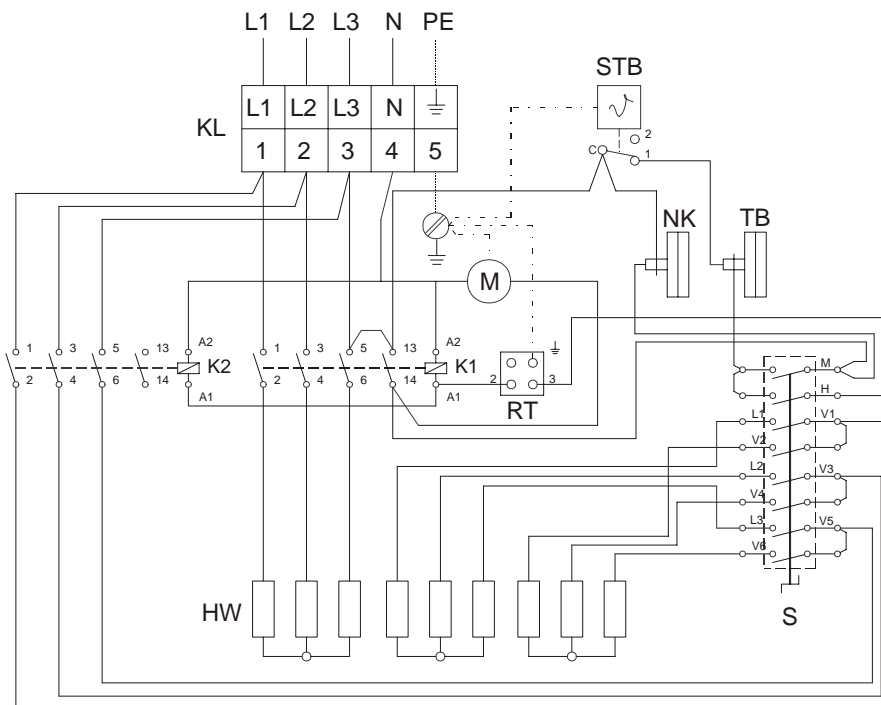 L1 L2 L3 N PE
STB
L1 L2 L3 N
KL
1 2 3 4 5
2
C
1
NK TB
M
1 3 5 13 A2
K2
2 4 6 14 A1
1 3 5 13 A2
K1
2 4 6 14 A1
2 3
RT
M
H
L1 V1
V2
L2 V3
V4
L3 V5
V6
HW
S